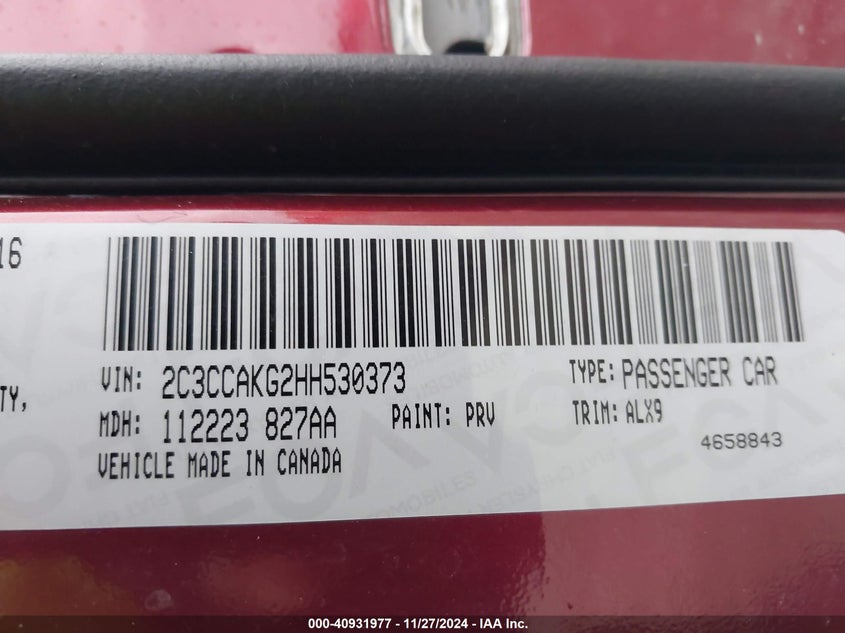 16
TY,
VIN: 2C3CCAKG2HH530373 TYPE: PASSENGER CAR
MDH: 112223 827AA PAINT: PRV TRIM: ALX9
VEHICLE MADE IN CANADA 4658843
000-40931977 - 11/27/2024 - IAA Inc.